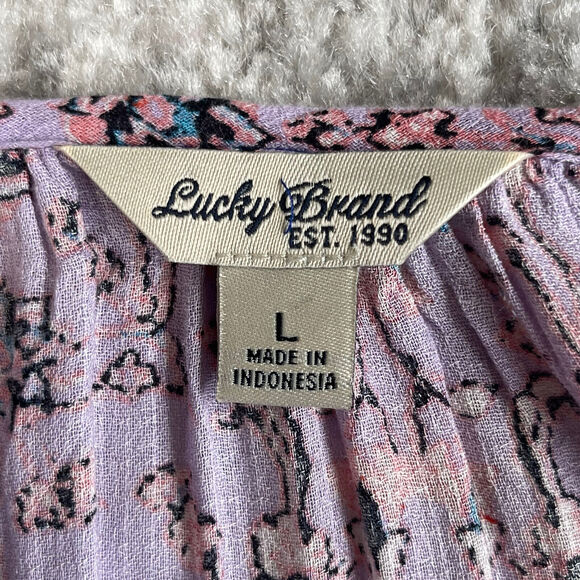 Lucky Brand
EST. 1990
L
MADE IN
INDONESIA